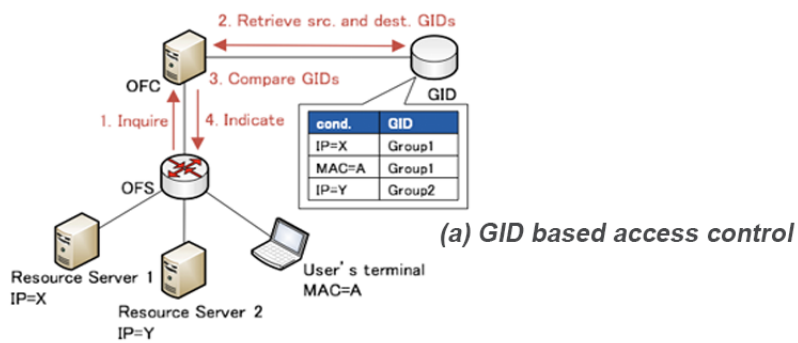 2. Retrieve src. and dest. GIDs
OFC
3. Compare GIDs
GID
1. Inquire
4. Indicate
cond. GID
IP=X Group1
MAC=A Group1
IP=Y Group2
OFS
(a) GID based access control
Resource Server 1
IP=X
User's terminal
MAC=A
Resource Server 2
IP=Y